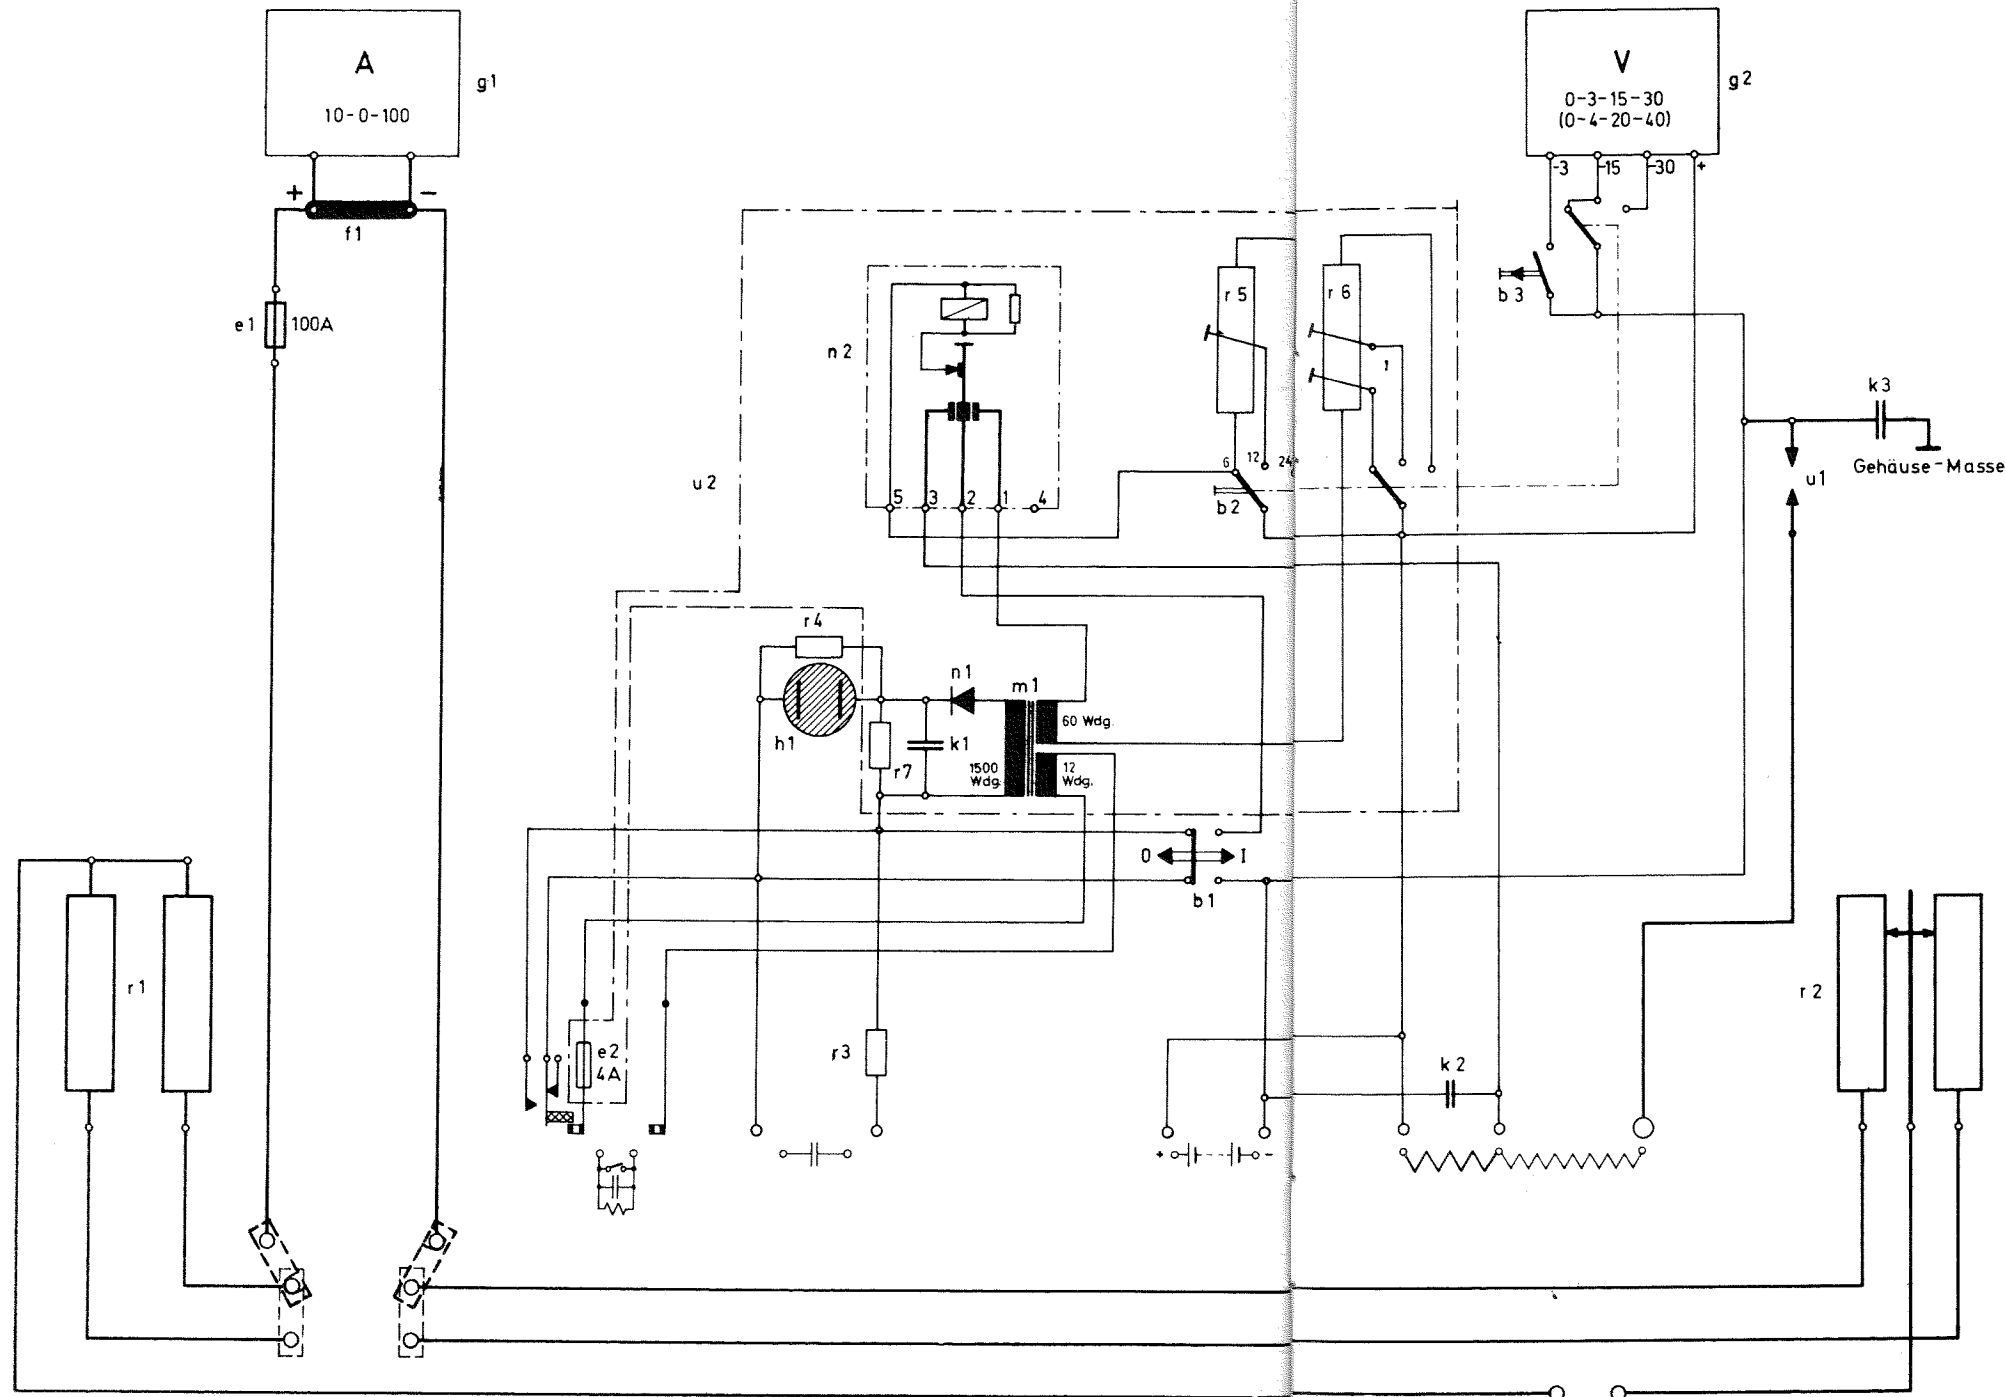 A
10-0-100
g1
V
0-3-15-30
(0-4-20-40)
g2
-3
-15
-30
+
+
-
f1
e1
100A
b3
r5
r6
n2
1
k3
Gehäuse-Masse
u1
u2
6
12
24
b2
5
3
2
1
4
r4
n1
m1
h1
k1
r7
60 Wdg.
1500
Wdg.
12
Wdg.
0
I
b1
r1
r2
r3
e2
4A
k2
+
-